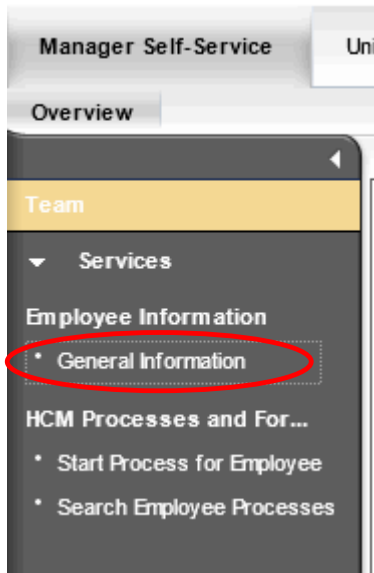 Manager Self-Service Uni
Overview
Team
Services
Employee Information
General Information
HCM Processes and For...
Start Process for Employee
Search Employee Processes